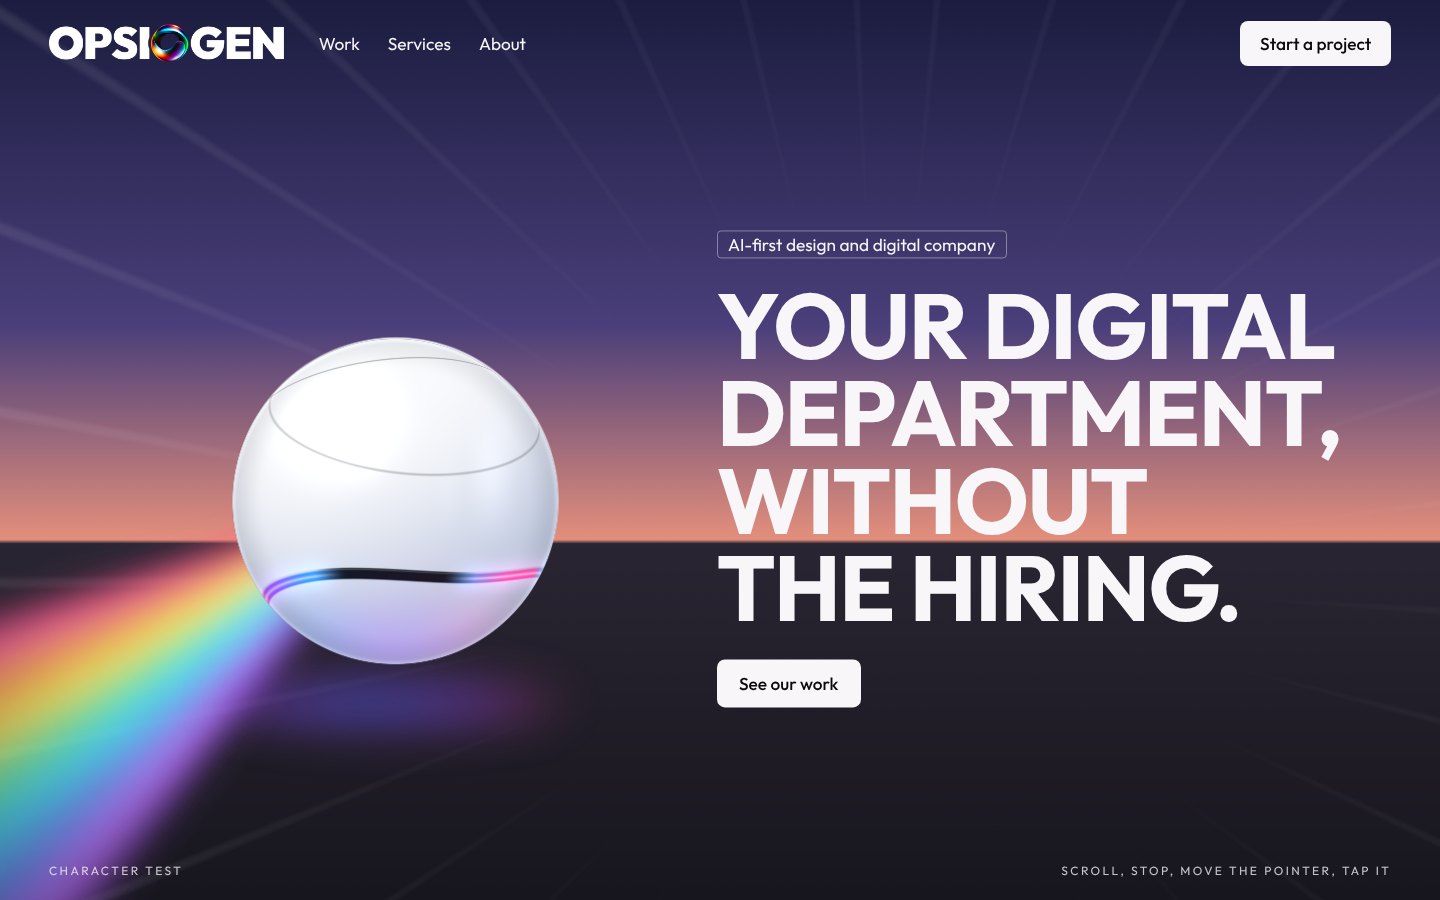 OPSIOGEN
Work
Services
About
Start a project
AI-first design and digital company
YOUR DIGITAL
DEPARTMENT,
WITHOUT
THE HIRING.
See our work
CHARACTER TEST
SCROLL, STOP, MOVE THE POINTER, TAP IT